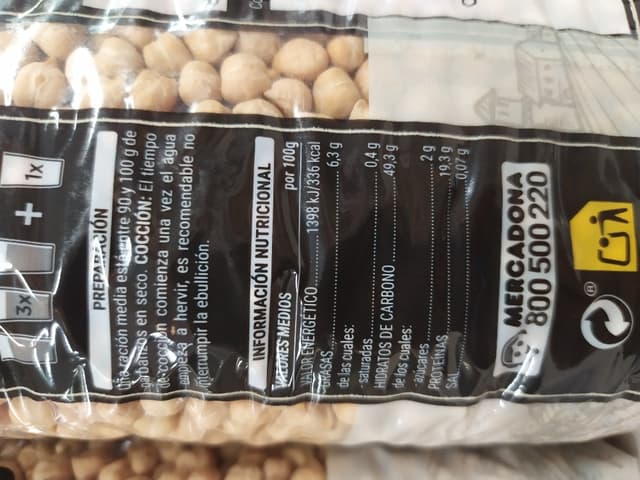 3x + 1x
PREPARACIÓN
Una ración media está entre 90 y 100 g de
garbanzos en seco. COCCIÓN: El tiempo
de cocción comienza una vez el agua
empieza a hervir, es recomendable no
interrumpir la ebullición.
INFORMACIÓN NUTRICIONAL
VALORES MEDIOS por 100g
VALOR ENERGÉTICO 1398 kJ/336 kcal
GRASAS 6,3 g
de las cuales:
saturadas 0,4 g
HIDRATOS DE CARBONO 49,3 g
de los cuales:
azúcares 2 g
PROTEÍNAS 19,3 g
SAL 0,07 g
MERCADONA
800 500 220
®